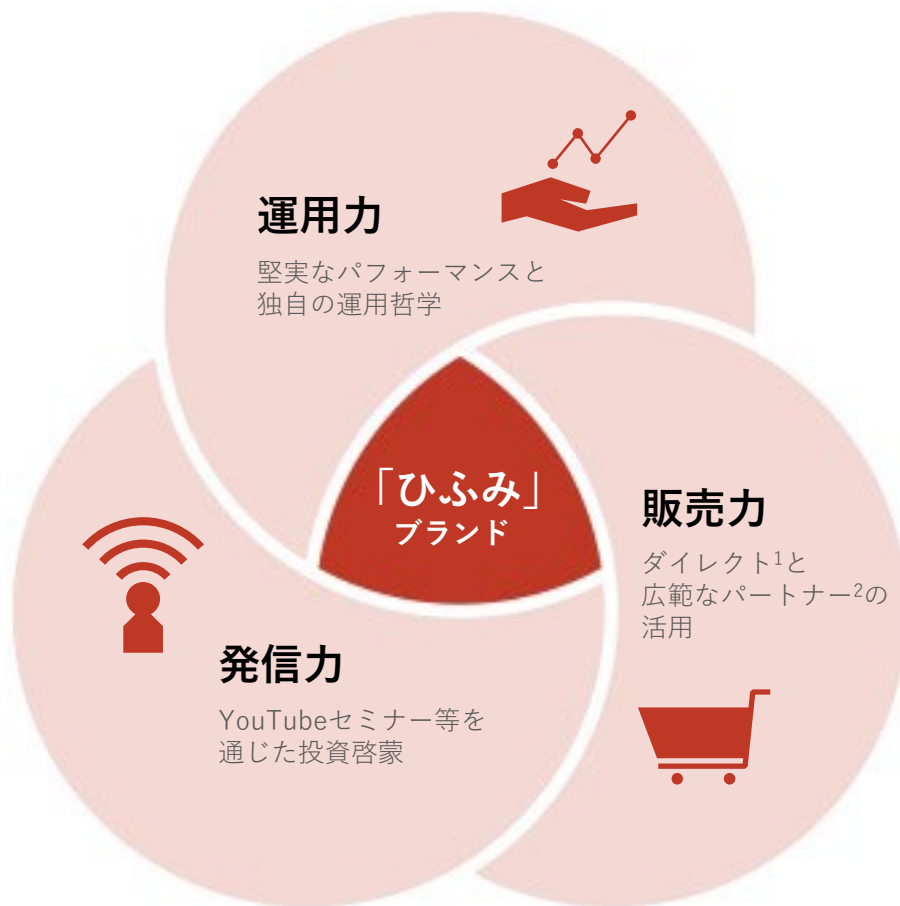 運用力
堅実なパフォーマンスと
独自の運用哲学
「ひふみ」
ブランド
販売力
ダイレクト¹と
広範なパートナー²の
活用
発信力
YouTubeセミナー等を
通じた投資啓蒙